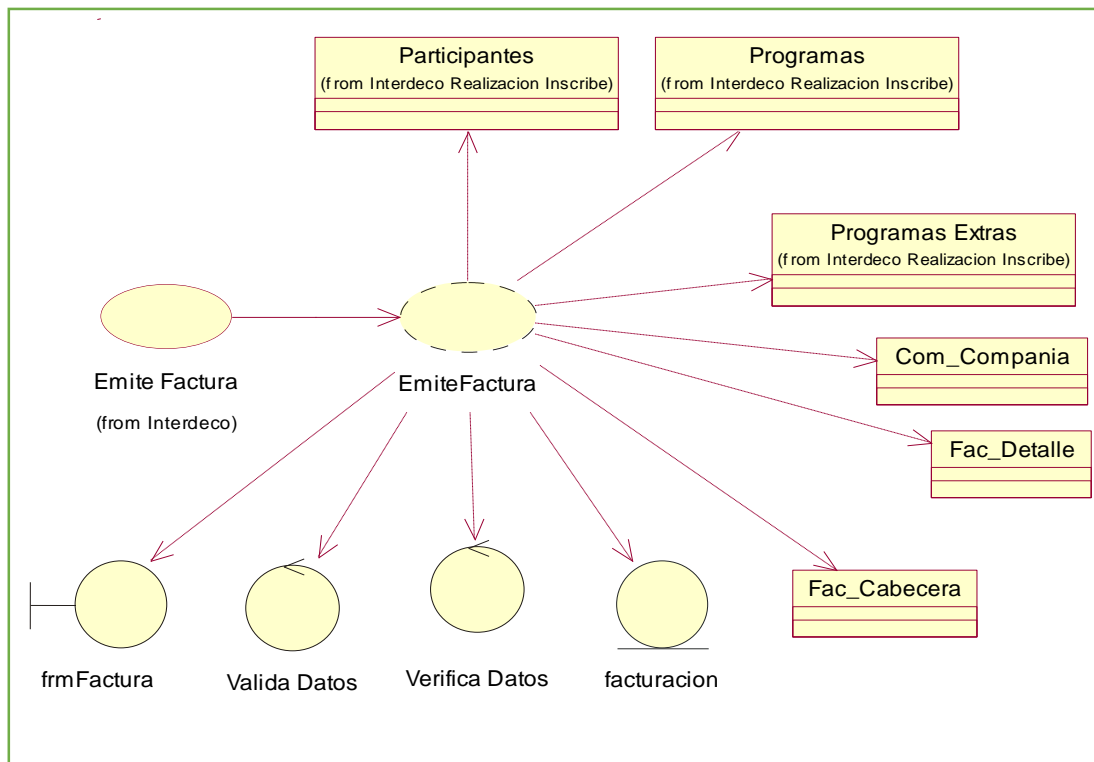 Participantes
(from Interdeco Realizacion Inscribe)
Programas
(from Interdeco Realizacion Inscribe)
Programas Extras
(from Interdeco Realizacion Inscribe)
Com_Compania
Emite Factura
(from Interdeco)
EmiteFactura
Fac_Detalle
Fac_Cabecera
frmFactura
Valida Datos
Verifica Datos
facturacion